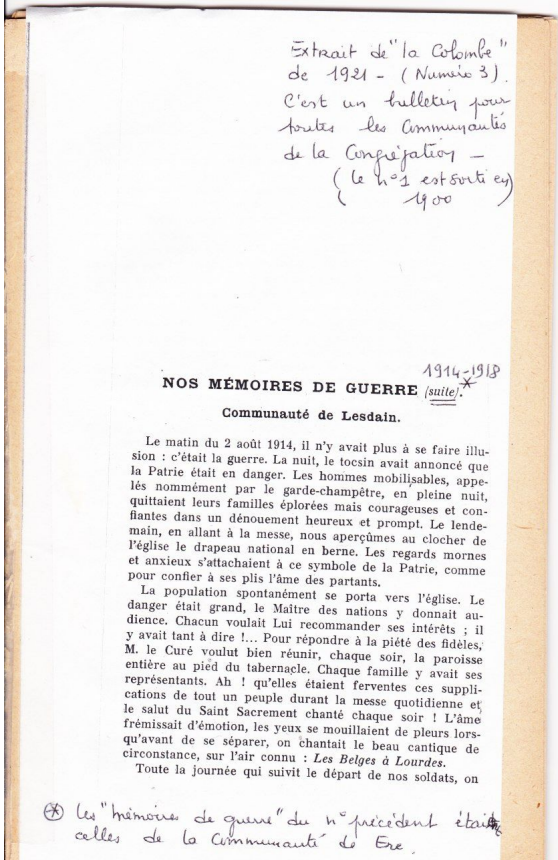 Extrait de "la Colombe"
de 1921 - (Numéro 3).
C'est un bulletin pour
toutes les Communautés
de la Congrégation -
(le n°1 est sorti en
1900)
1914-1918
NOS MÉMOIRES DE GUERRE (suite).*
Communauté de Lesdain.
Le matin du 2 août 1914, il n'y avait plus à se faire illu-
sion : c'était la guerre. La nuit, le tocsin avait annoncé que
la Patrie était en danger. Les hommes mobilisables, appe-
lés nommément par le garde-champêtre, en pleine nuit,
quittaient leurs familles éplorées mais courageuses et con-
fiantes dans un dénouement heureux et prompt. Le lende-
main, en allant à la messe, nous aperçûmes au clocher de
l'église le drapeau national en berne. Les regards mornes
et anxieux s'attachaient à ce symbole de la Patrie, comme
pour confier à ses plis l'âme des partants.
La population spontanément se porta vers l'église. Le
danger était grand, le Maître des nations y donnait au-
dience. Chacun voulait Lui recommander ses intérêts ; il
y avait tant à dire !... Pour répondre à la piété des fidèles,
M. le Curé voulut bien réunir, chaque soir, la paroisse
entière au pied du tabernacle. Chaque famille y avait ses
représentants. Ah ! qu'elles étaient ferventes ces suppli-
cations de tout un peuple durant la messe quotidienne et
le salut du Saint Sacrement chanté chaque soir ! L'âme
frémissait d'émotion, les yeux se mouillaient de pleurs lors-
qu'avant de se séparer, on chantait le beau cantique de
circonstance, sur l'air connu : Les Belges à Lourdes.
Toute la journée qui suivit le départ de nos soldats, on
* les "mémoires de guerre" du n° précédent étaient
celles de la Communauté de Ere.